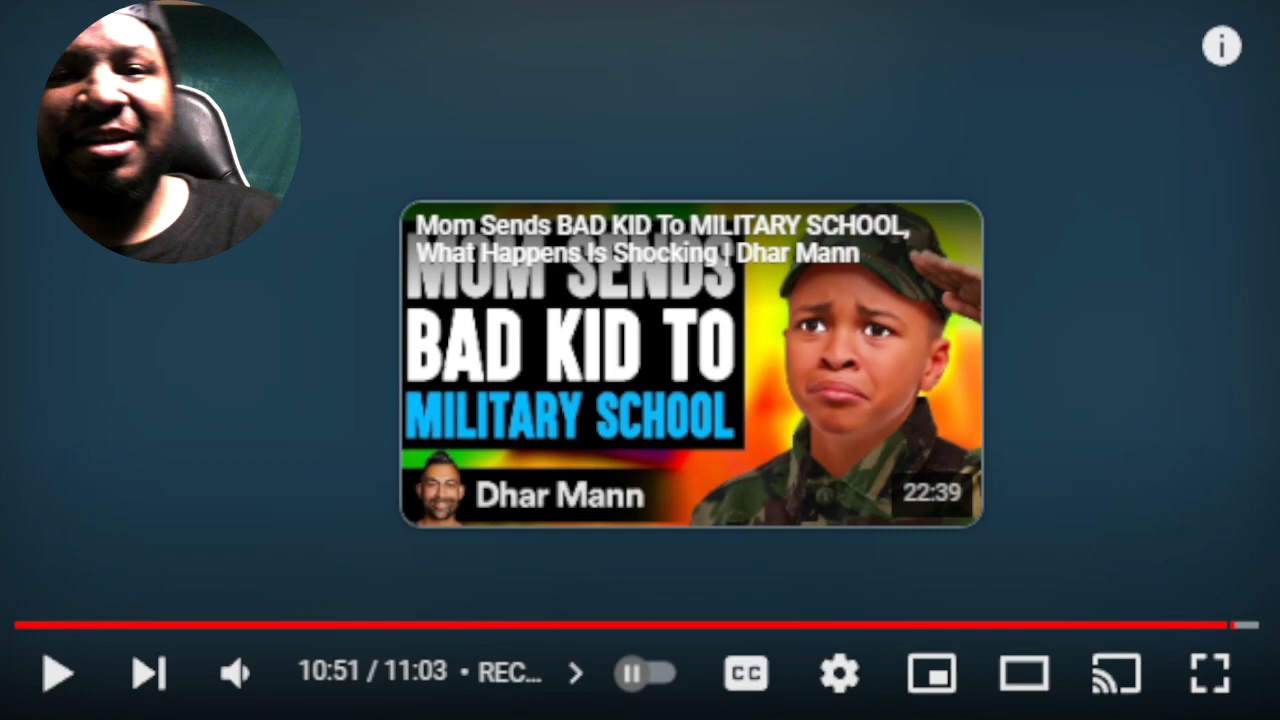 Mom Sends BAD KID To MILITARY SCHOOL,
What Happens Is Shocking | Dhar Mann
MOM SENDS
BAD KID TO
MILITARY SCHOOL
Dhar Mann
22:39
10:51 / 11:03 • REC...
CC